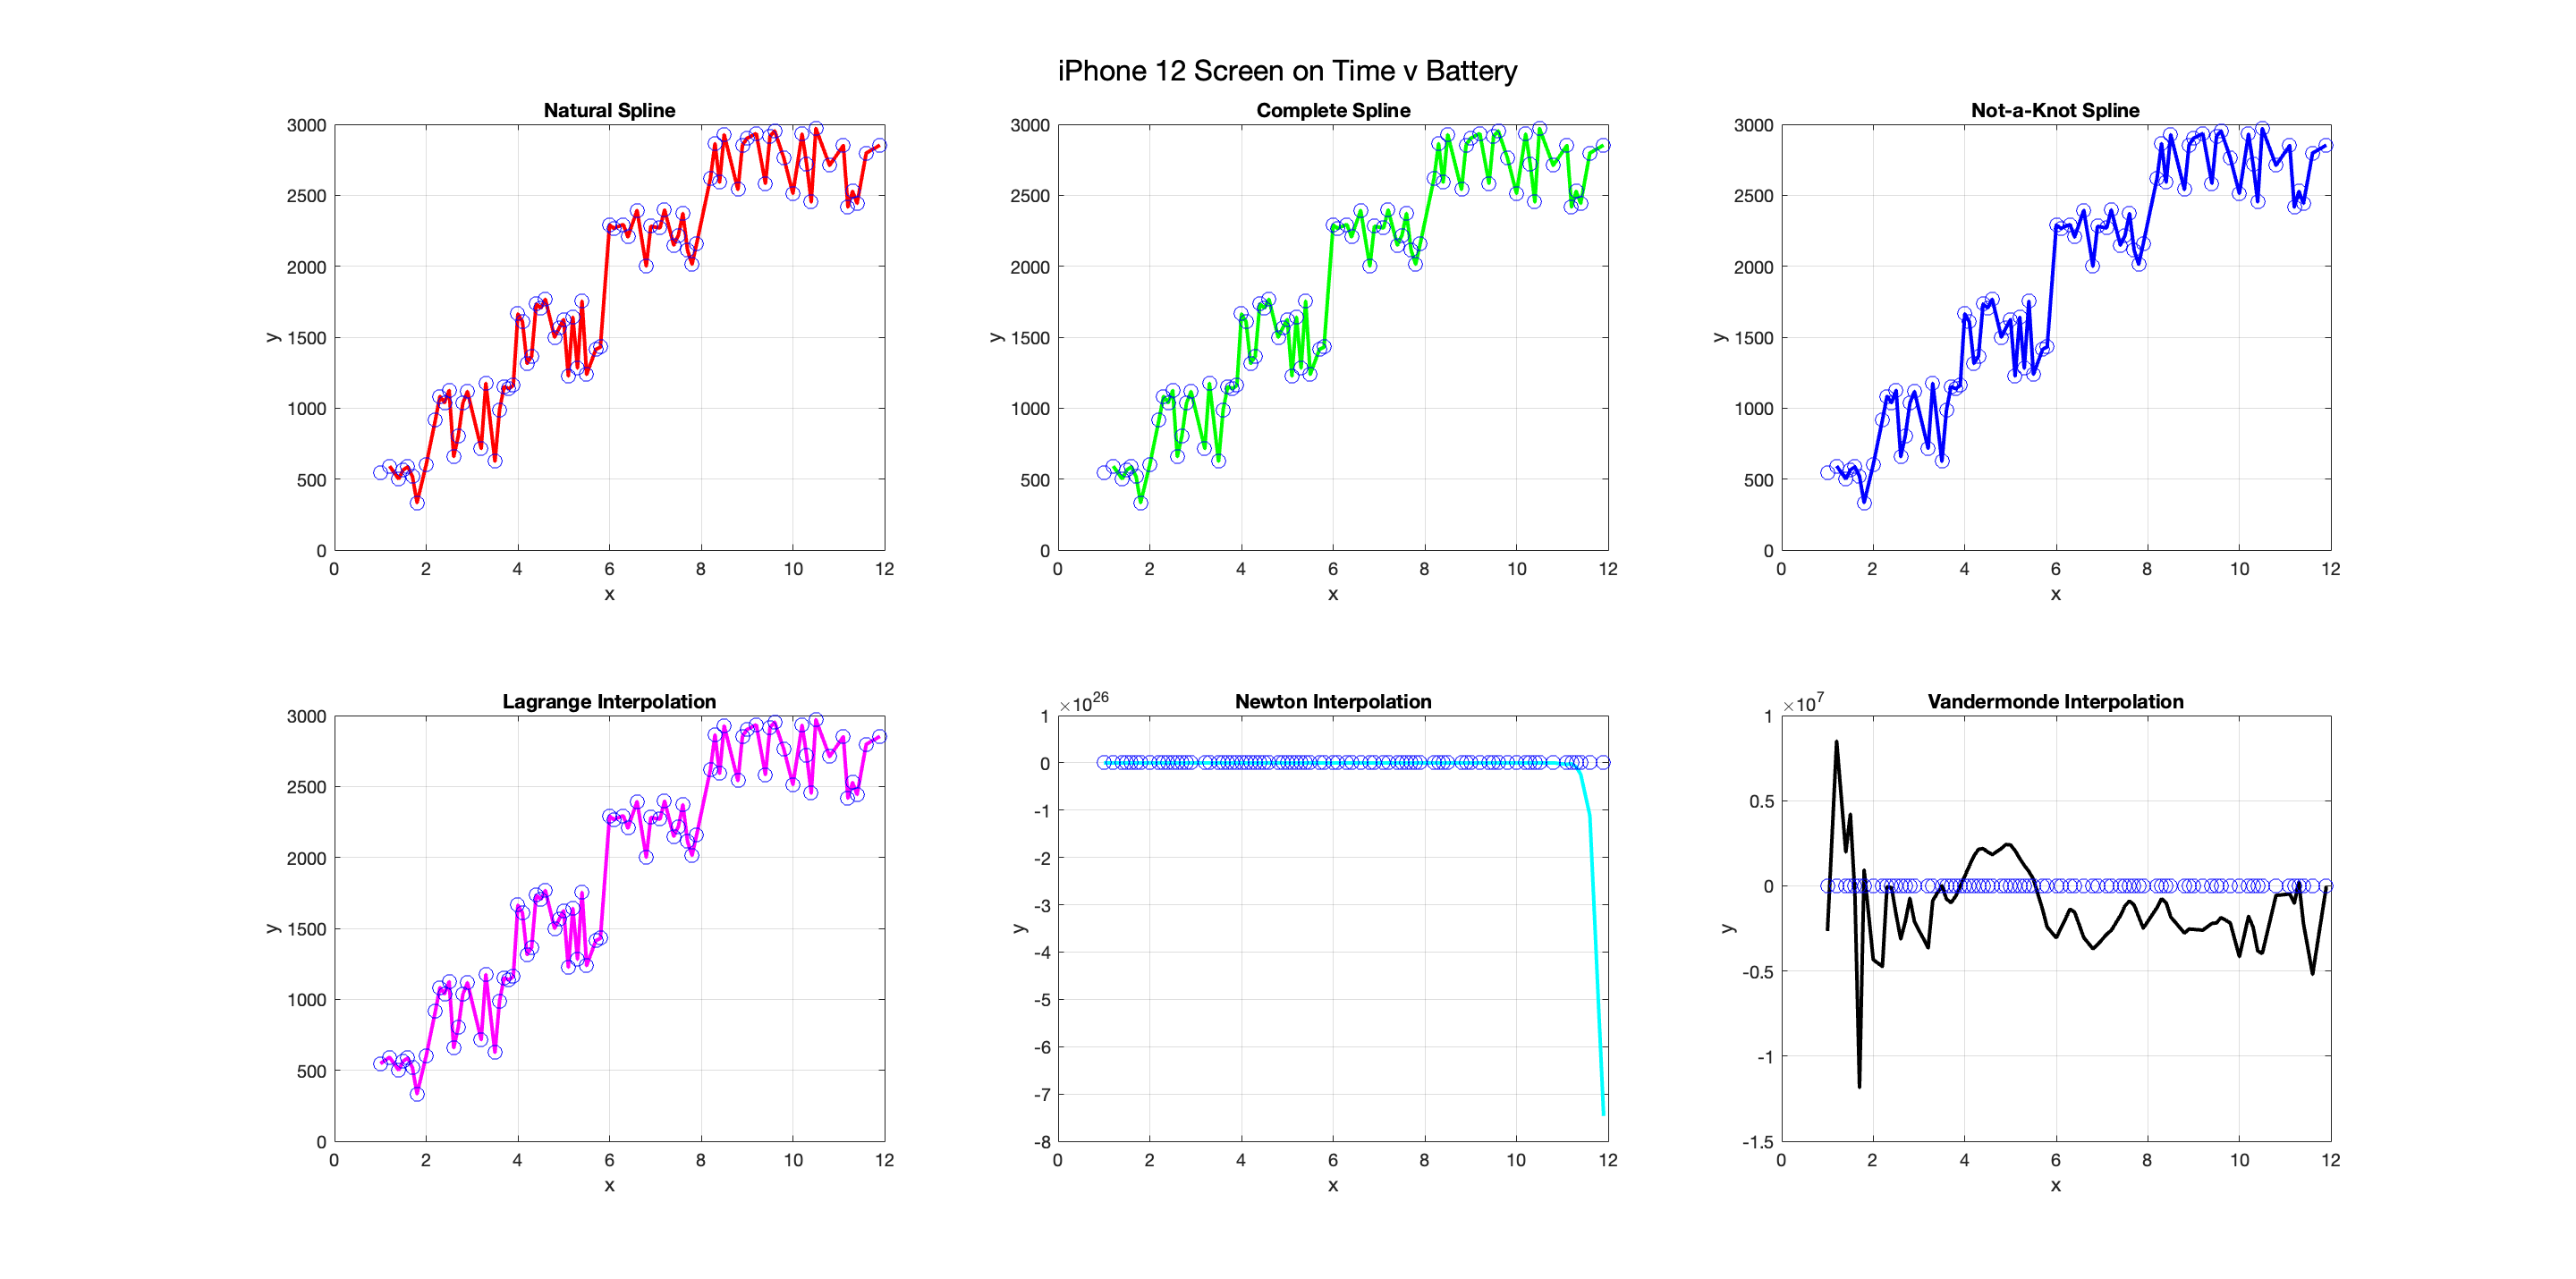 iPhone 12 Screen on Time v Battery
Natural Spline
3000
2500
2000
1500
1000
500
0
y
0 2 4 6 8 10 12
x
Complete Spline
3000
2500
2000
1500
1000
500
0
y
0 2 4 6 8 10 12
x
Not-a-Knot Spline
3000
2500
2000
1500
1000
500
0
y
0 2 4 6 8 10 12
x
Lagrange Interpolation
3000
2500
2000
1500
1000
500
0
y
0 2 4 6 8 10 12
x
Newton Interpolation
×10^26
1
0
-1
-2
-3
-4
-5
-6
-7
-8
y
0 2 4 6 8 10 12
x
Vandermonde Interpolation
×10^7
1
0.5
0
-0.5
-1
-1.5
y
0 2 4 6 8 10 12
x